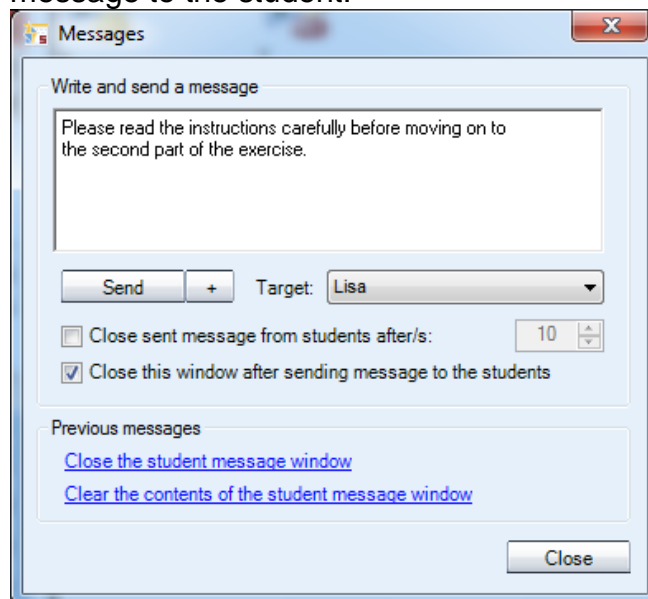 message to the student.
Messages
Write and send a message
Please read the instructions carefully before moving on to
the second part of the exercise.
Send + Target: Lisa
Close sent message from students after/s: 10
Close this window after sending message to the students
Previous messages
Close the student message window
Clear the contents of the student message window
Close